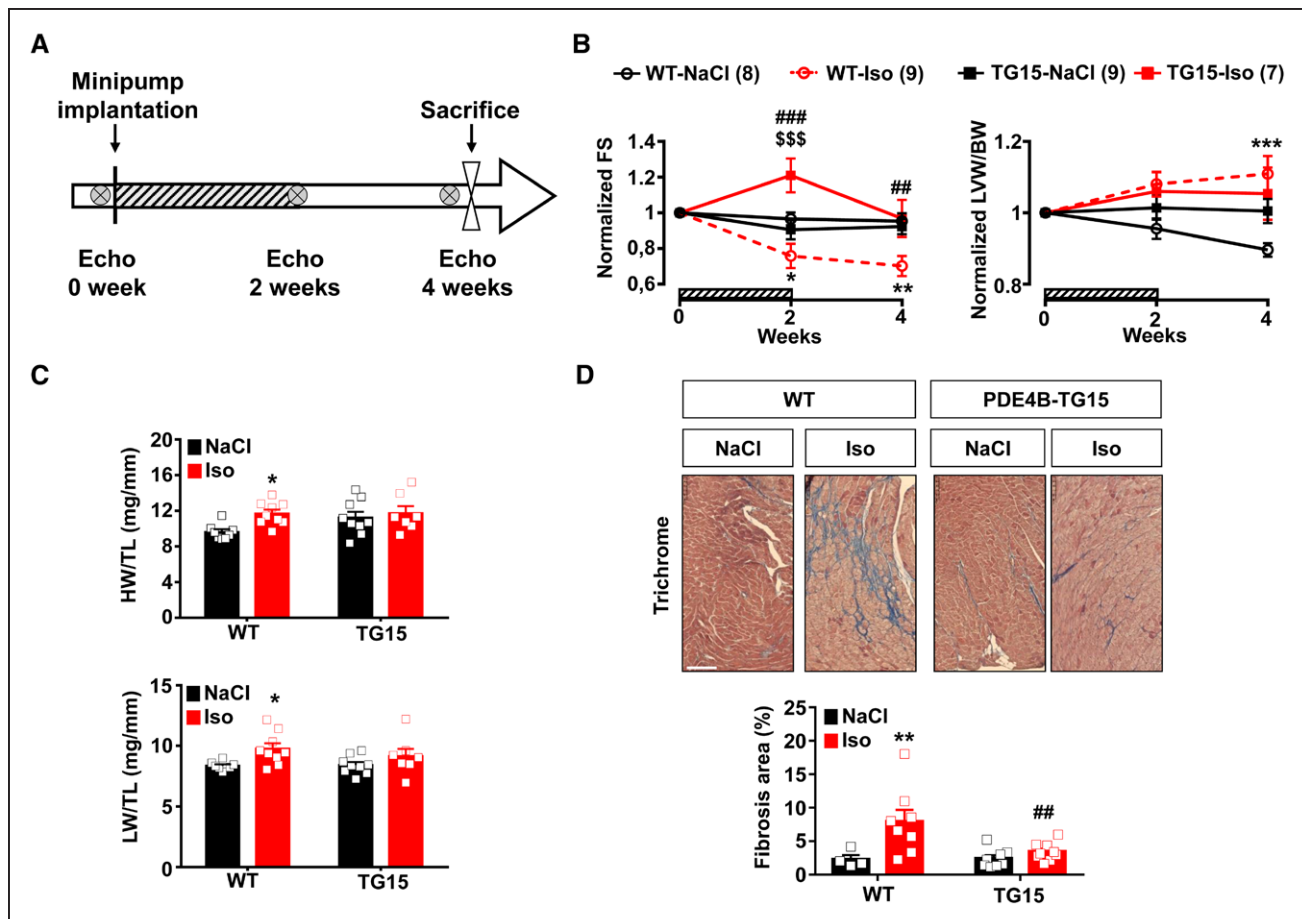 A
Minipump
implantation
Sacrifice
Echo
0 week
Echo
2 weeks
Echo
4 weeks
B
WT-NaCl (8)
WT-Iso (9)
TG15-NaCl (9)
TG15-Iso (7)
Normalized FS
1.4
1.2
1
0.8
0,6
###
$$$
##
*
**
0
2
4
Weeks
Normalized LVW/BW
1.2
1
0.8
***
0
2
4
Weeks
C
HW/TL (mg/mm)
20
16
12
8
4
0
NaCl
Iso
*
WT
TG15
LW/TL (mg/mm)
15
10
5
0
NaCl
Iso
*
WT
TG15
D
WT
PDE4B-TG15
NaCl
Iso
NaCl
Iso
Trichrome
Fibrosis area (%)
25
20
15
10
5
0
NaCl
Iso
**
##
WT
TG15